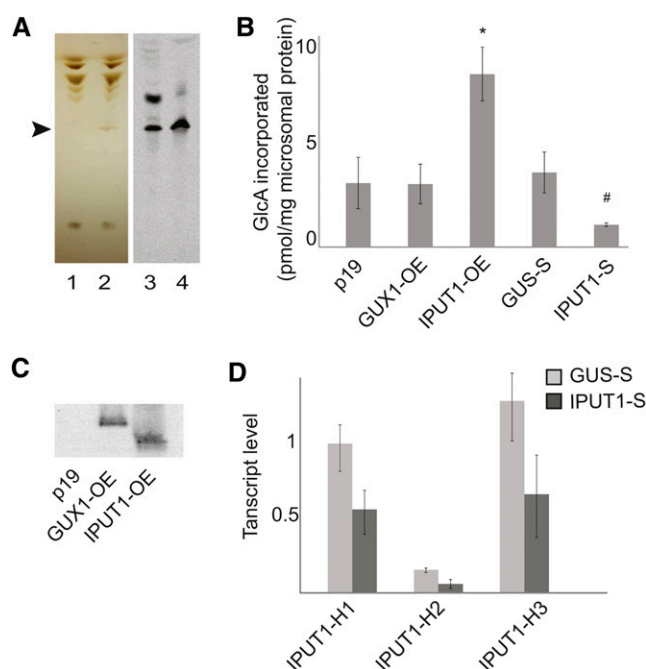 A
1 2 3 4
B
GlcA incorporated
(pmol/mg microsomal protein)
10
5
0
*
#
p19
GUX1-OE
IPUT1-OE
GUS-S
IPUT1-S
C
p19
GUX1-OE
IPUT1-OE
D
GUS-S
IPUT1-S
Tanscript level
1
0.5
IPUT1-H1
IPUT1-H2
IPUT1-H3